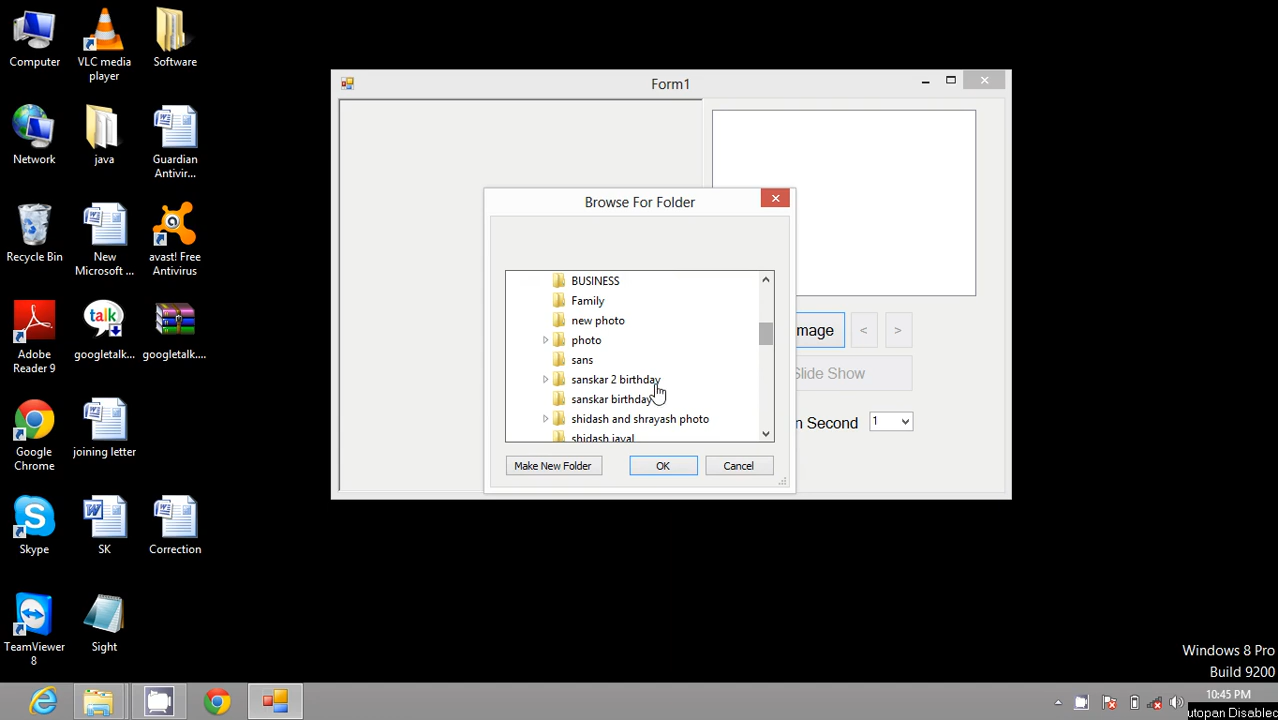 Computer
VLC media
player
Software
Network
java
Guardian
Antivir...
Recycle Bin
New
Microsoft ...
avast! Free
Antivirus
Adobe
Reader 9
talk
googletalk...
googletalk....
Google
Chrome
joining letter
Skype
SK
Correction
TeamViewer
8
Sight
Form1
Browse For Folder
BUSINESS
Family
new photo
photo
sans
sanskar 2 birthday
sanskar birthday
shidash and shrayash photo
shidash javal
Make New Folder
OK
Cancel
mage
<
>
Slide Show
n Second
1
Windows 8 Pro
Build 9200
10:45 PM
utopan Disabled